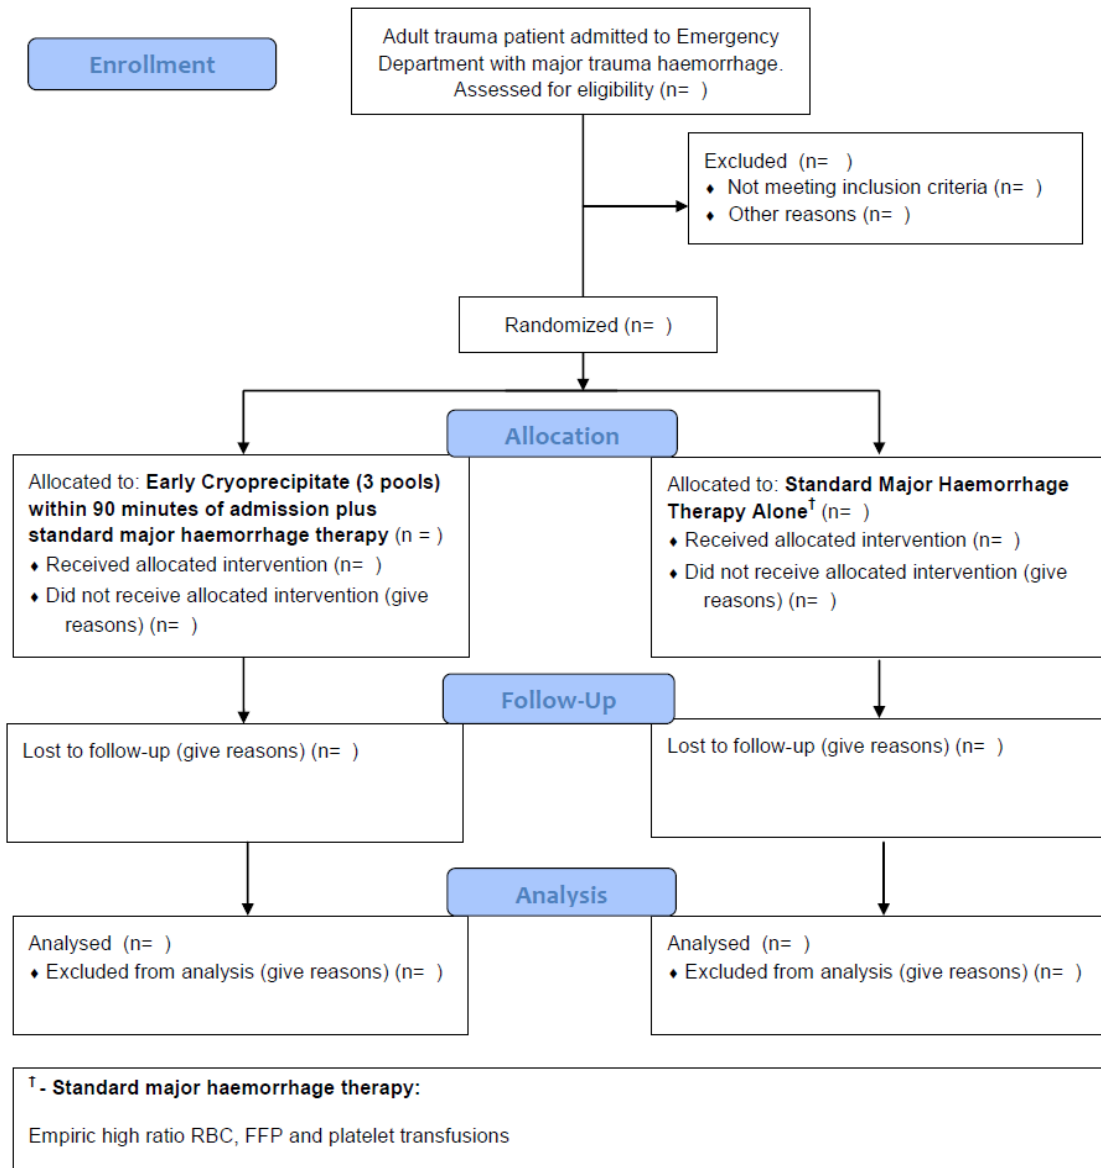 Enrollment
Adult trauma patient admitted to Emergency
Department with major trauma haemorrhage.
Assessed for eligibility (n=  )
Excluded  (n=   )
♦ Not meeting inclusion criteria (n=  )
♦ Other reasons (n=  )
Randomized (n=  )
Allocation
Allocated to: Early Cryoprecipitate (3 pools)
within 90 minutes of admission plus
standard major haemorrhage therapy (n = )
♦ Received allocated intervention (n=  )
♦ Did not receive allocated intervention (give
reasons) (n=  )
Allocated to: Standard Major Haemorrhage
Therapy Alone† (n=  )
♦ Received allocated intervention (n=  )
♦ Did not receive allocated intervention (give
reasons) (n=  )
Follow-Up
Lost to follow-up (give reasons) (n=  )
Lost to follow-up (give reasons) (n=  )
Analysis
Analysed  (n=  )
♦ Excluded from analysis (give reasons) (n=  )
Analysed  (n=  )
♦ Excluded from analysis (give reasons) (n=  )
† - Standard major haemorrhage therapy:
Empiric high ratio RBC, FFP and platelet transfusions